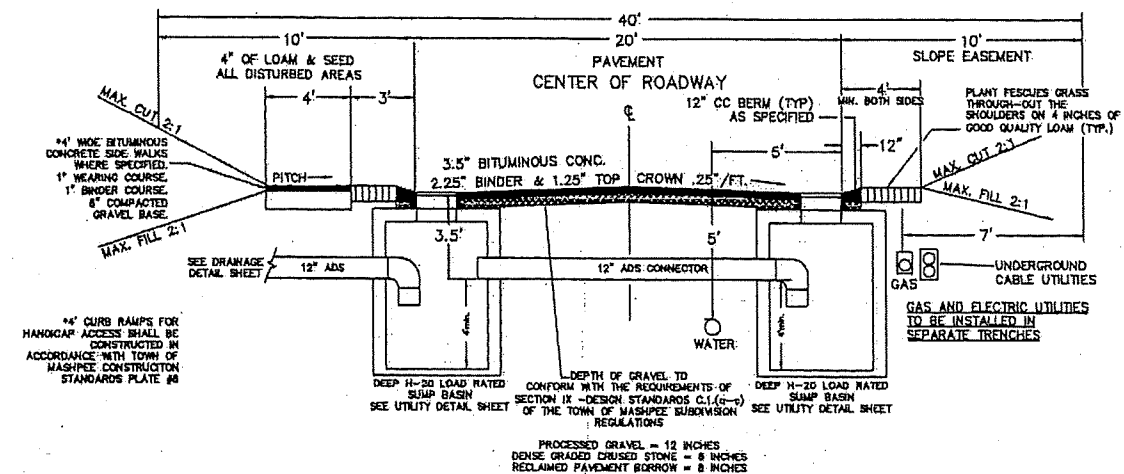 40'
10'
20'
10'
4" OF LOAM & SEED
ALL DISTURBED AREAS
PAVEMENT
CENTER OF ROADWAY
SLOPE EASEMENT
4'
3'
4'
MIN. BOTH SIDES
12" CC BERM (TYP)
AS SPECIFIED
PLANT FESCUES GRASS
THROUGH-OUT THE
SHOULDERS ON 4 INCHES OF
GOOD QUALITY LOAM (TYP.)
MAX. CUT 2:1
*4' WIDE BITUMINOUS
CONCRETE SIDE WALKS
WHERE SPECIFIED.
1" WEARING COURSE.
1" BINDER COURSE.
GRAVEL BASE.
MAX. FILL 2:1
PITCH
3.5" BITUMINOUS CONC.
2.25" BINDER & 1.25" TOP
CROWN .25"/FT.
12"
MAX. CUT
MAX. FILL 2:1
3.5'
5'
7'
SEE DRAINAGE
DETAIL SHEET
12" ADS
12" ADS CONNECTOR
4'min.
4'min.
WATER
GAS
UNDERGROUND
CABLE UTILITIES
GAS AND ELECTRIC UTILITIES
TO BE INSTALLED IN
SEPARATE TRENCHES
*4' CURB RAMPS FOR
HANDICAP ACCESS SHALL BE
CONSTRUCTED IN
ACCORDANCE WITH TOWN OF
MASHPEE CONSTRUCITON
STANDARDS PLATE
DEEP H-20 LOAD RATED
SUMP BASIN
SEE UTILITY DETAIL SHEET
DEPTH OF GRAVEL TO
CONFORM WITH THE REQUIREMENTS OF
SECTION IX -DESIGN STANDARDS C.1.
OF THE TOWN OF MASHPEE SUBDIVISION
REGULATIONS
DEEP H-20 LOAD RATED
SUMP BASIN
SEE UTILITY DETAIL SHEET
PROCESSED GRAVEL = 12 INCHES
DENSE GRADED CRUSED STONE = INCHES
RECLAIMED PAVEMENT BORROW = INCHES